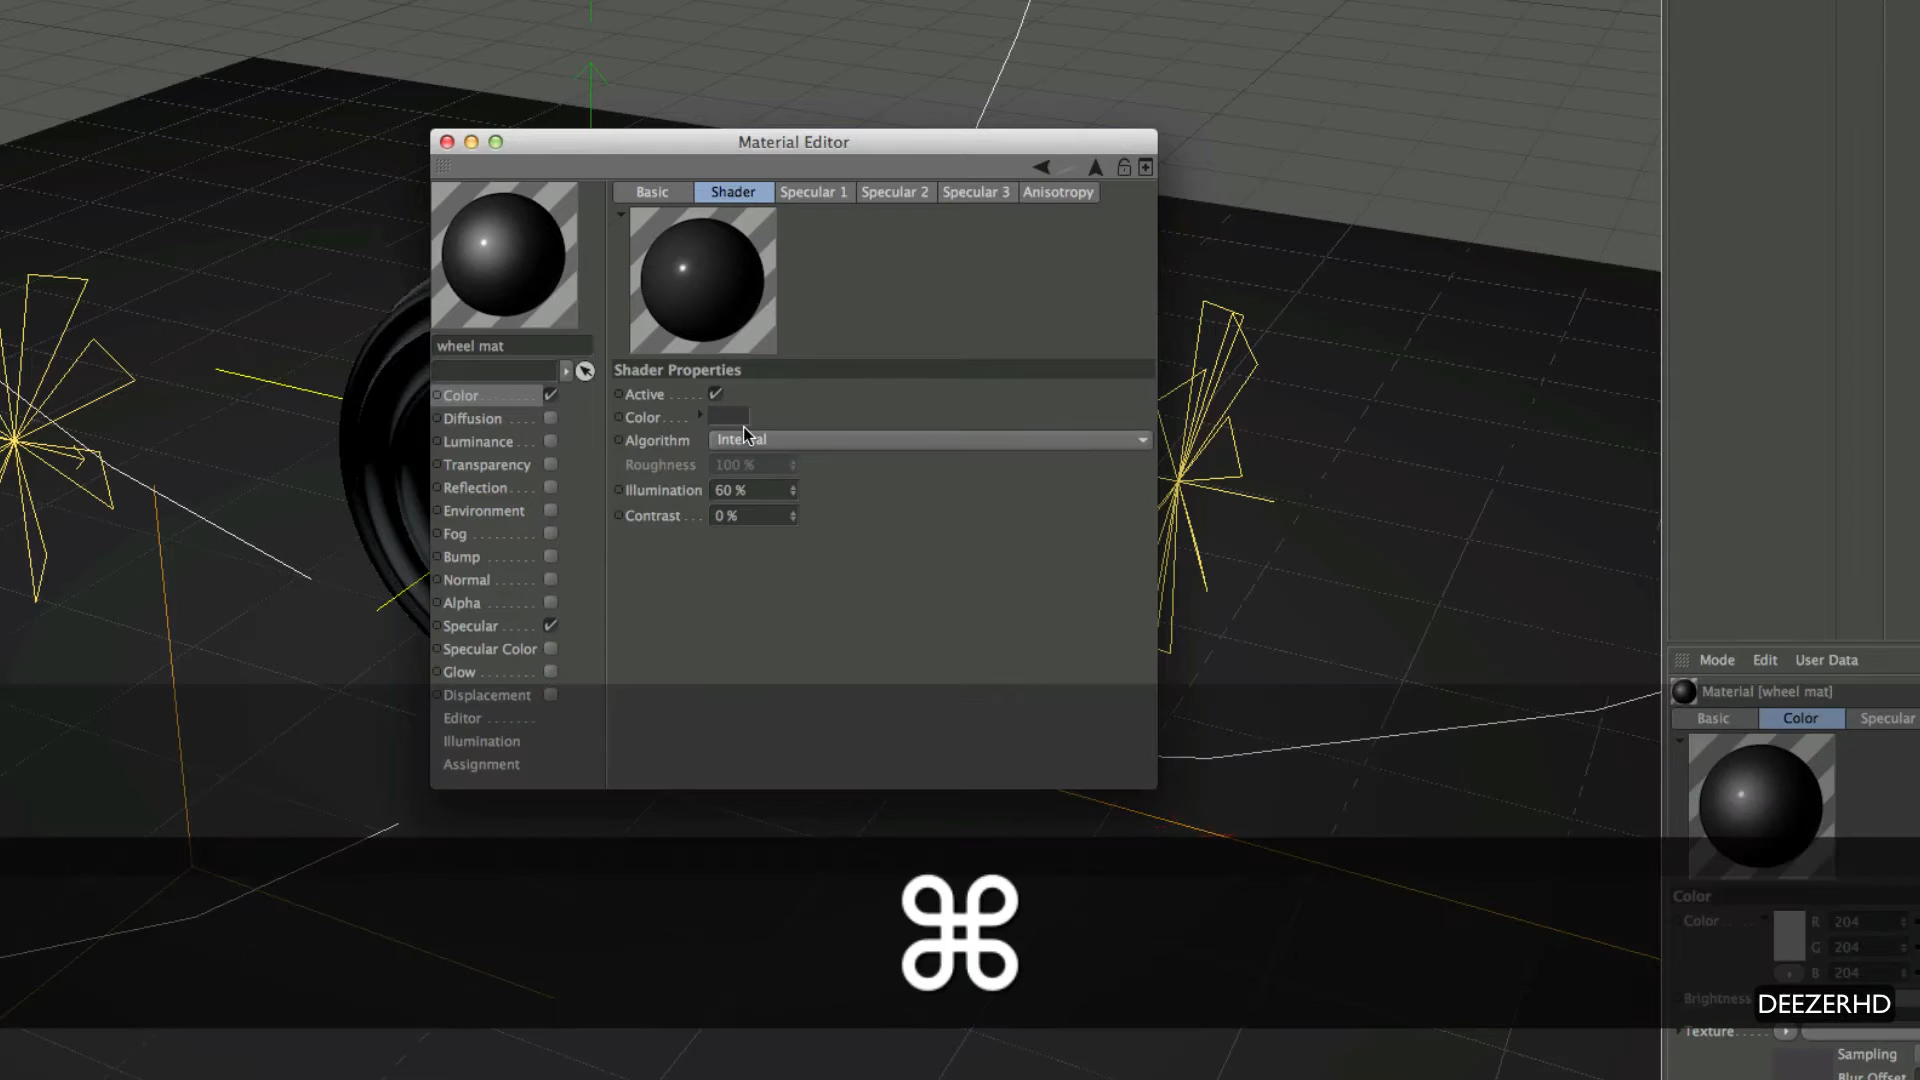 Material Editor
Basic Shader Specular 1 Specular 2 Specular 3 Anisotropy
wheel mat
Shader Properties
Color
Diffusion
Luminance
Transparency
Reflection
Environment
Fog
Bump
Normal
Alpha
Specular
Specular Color
Glow
Displacement
Editor
Illumination
Assignment
Active
Color
Algorithm
Roughness 100 %
Illumination 60 %
Contrast 0 %
Mode Edit User Data
Material [wheel mat]
Basic Color Specular
Color
Color R 204
G 204
B 204
Brightness
DEEZERHD
Texture
Sampling
Blur Offset